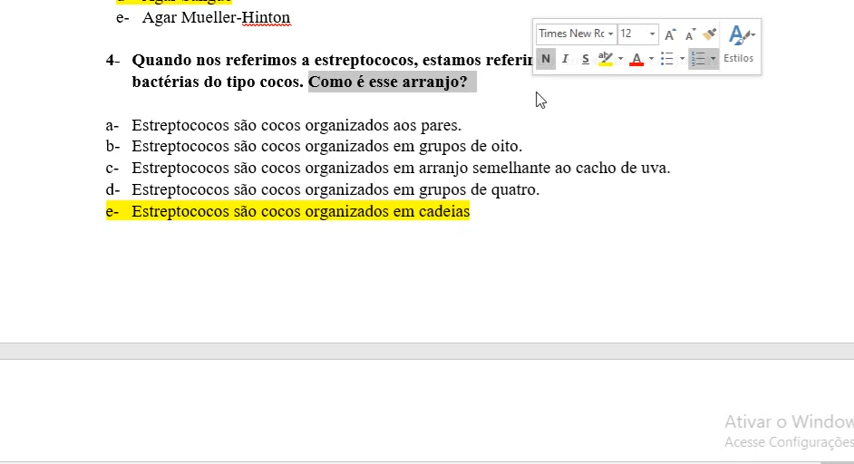 e- Agar Mueller-Hinton
4- Quando nos referimos a estreptococos, estamos
bactérias do tipo cocos. Como é esse arranjo?
Times New Rc 12
N I S Estilos
a- Estreptococos são cocos organizados aos pares.
b- Estreptococos são cocos organizados em grupos de oito.
c- Estreptococos são cocos organizados em arranjo semelhante ao cacho de uva.
d- Estreptococos são cocos organizados em grupos de quatro.
e- Estreptococos são cocos organizados em cadeias
Ativar o Window
Acesse Configurações